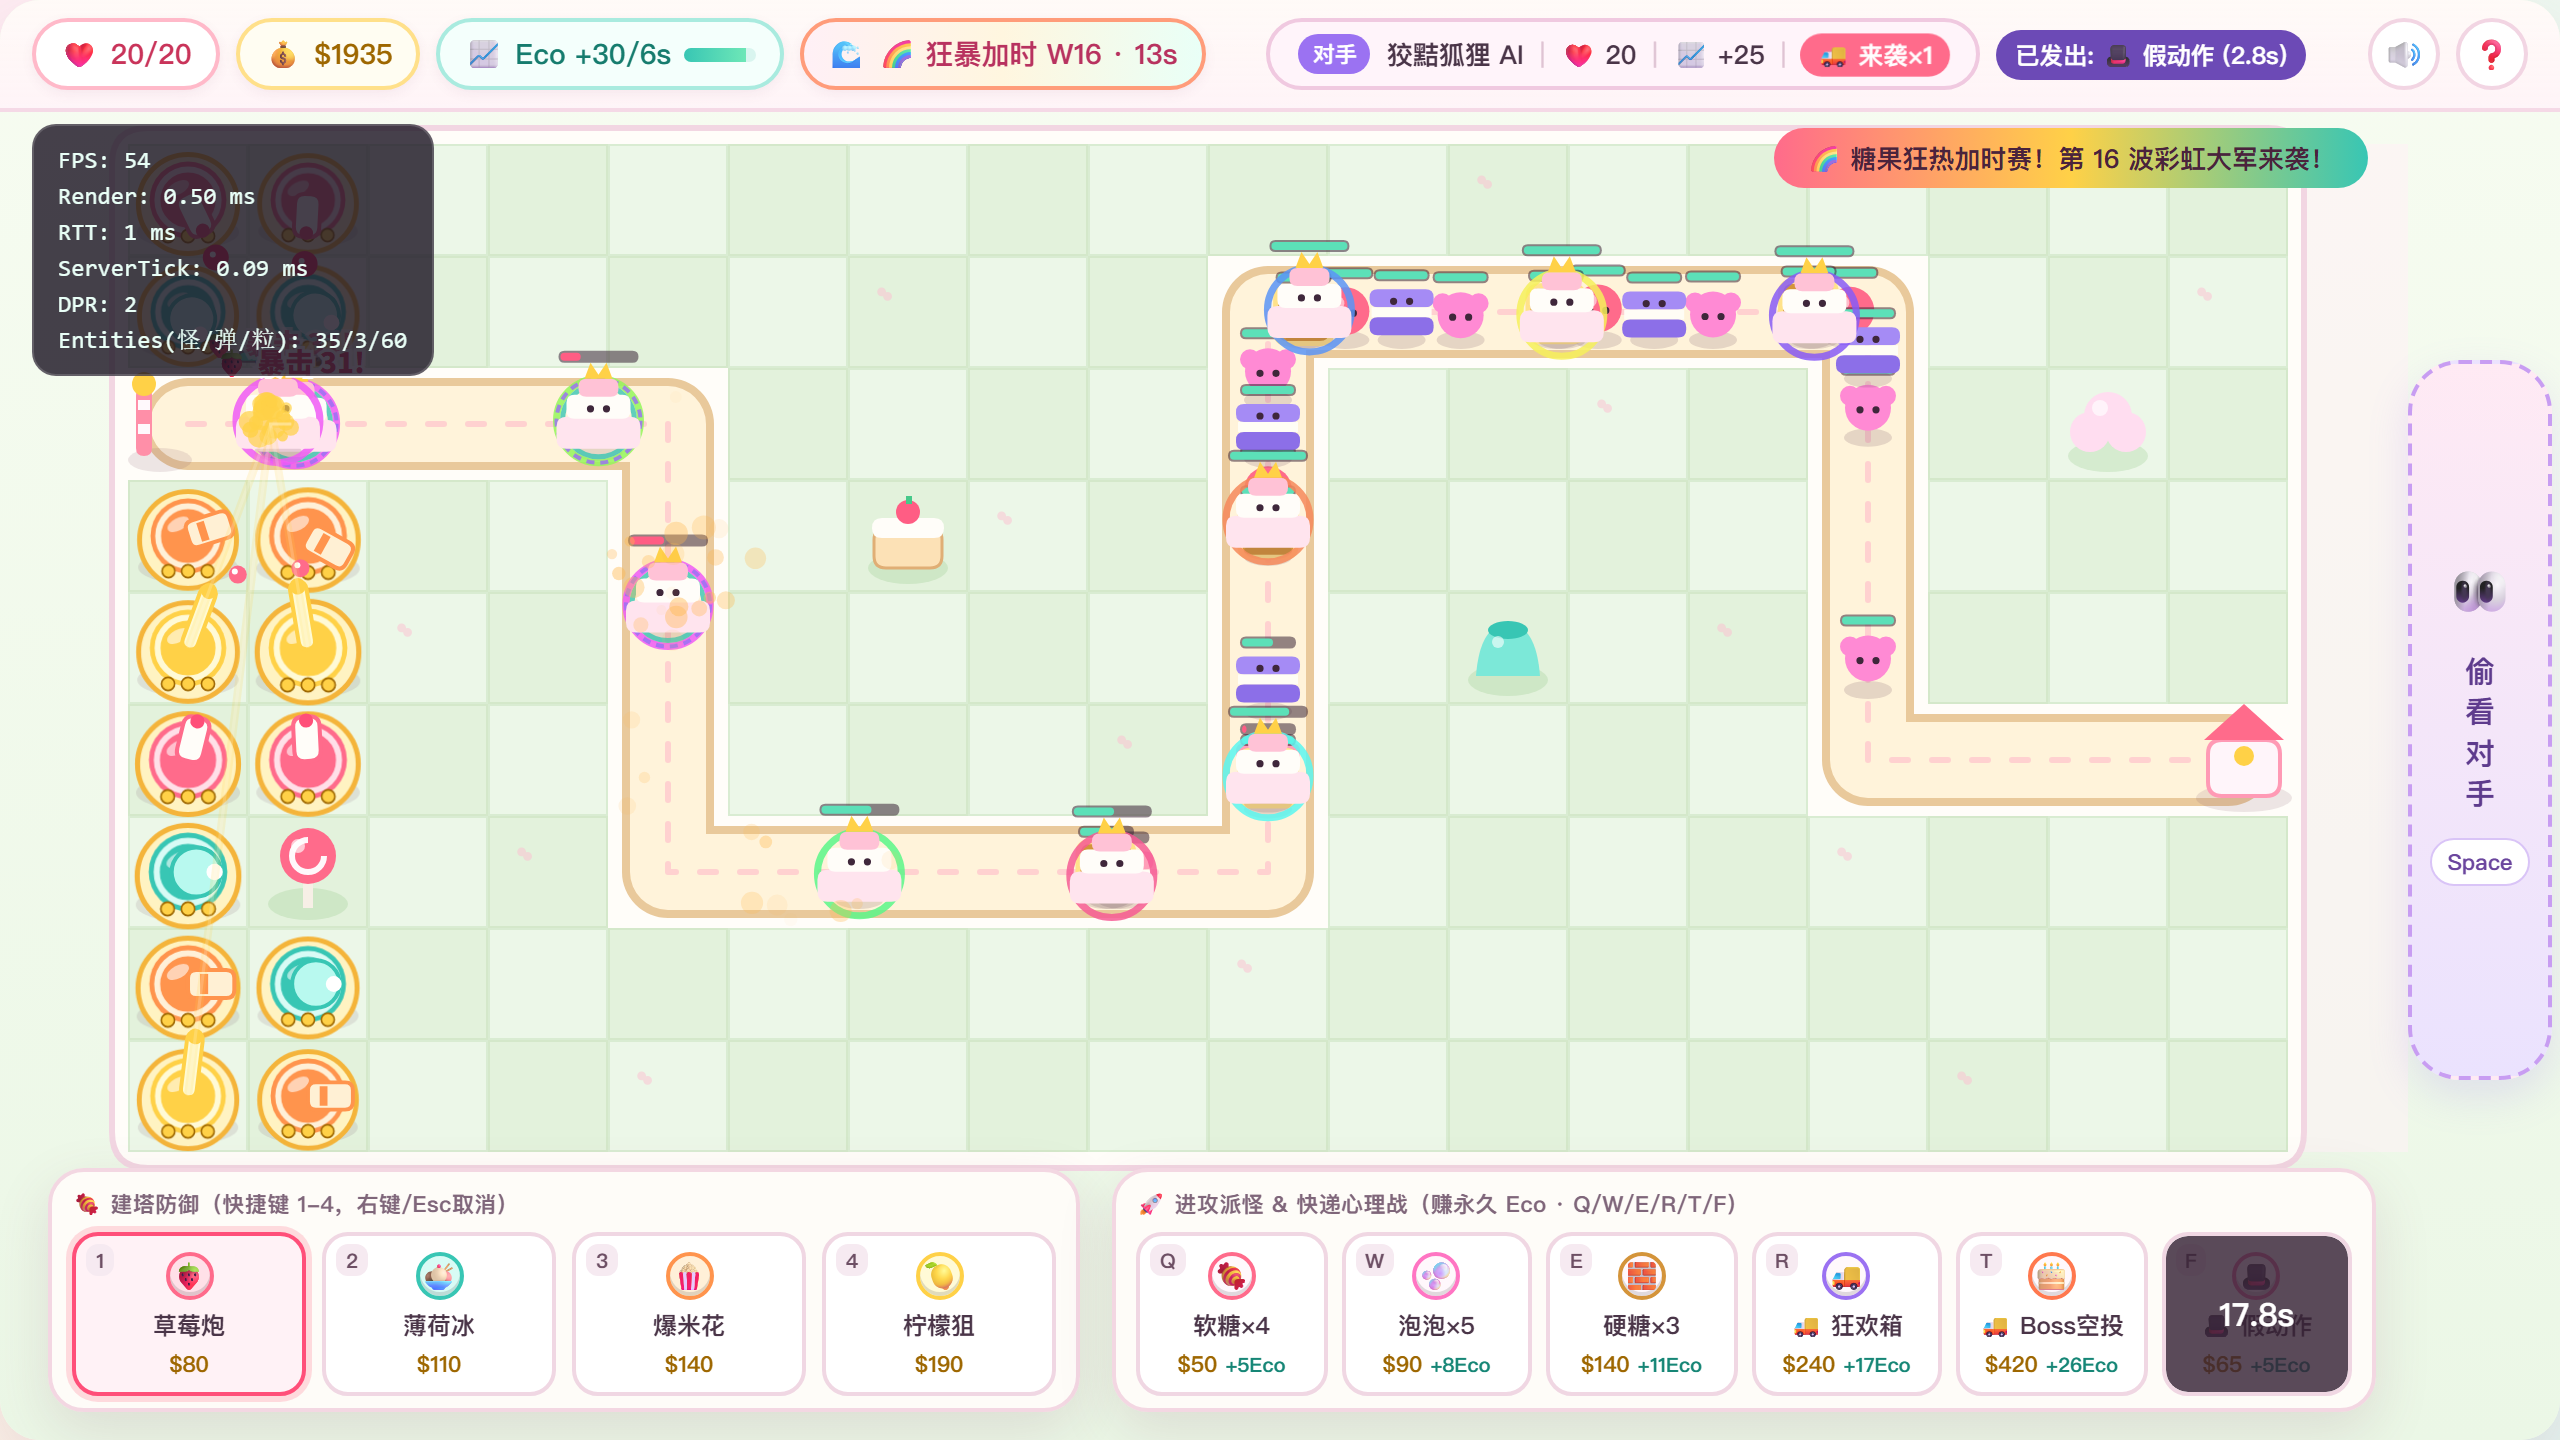 20/20
$1935
Eco +30/6s
狂暴加时 W16 · 13s
对手 狡黠狐狸 AI 20 +25 来袭×1
已发出: 假动作 (2.8s)
糖果狂热加时赛! 第 16 波彩虹大军来袭!
FPS: 54
Render: 0.50 ms
RTT: 1 ms
ServerTick: 0.09 ms
DPR: 2
Entities(怪/弹/粒): 35/3/60
暴击 31!
偷看对手
Space
建塔防御（快捷键 1–4，右键/Esc取消）
1
草莓炮
$80
2
薄荷冰
$110
3
爆米花
$140
4
柠檬狙
$190
进攻派怪 & 快递心理战（赚永久 Eco · Q/W/E/R/T/F）
Q
软糖×4
$50 +5Eco
W
泡泡×5
$90 +8Eco
E
硬糖×3
$140 +11Eco
R
狂欢箱
$240 +17Eco
T
Boss空投
$420 +26Eco
F
17.8s
假动作
$65 +5Eco